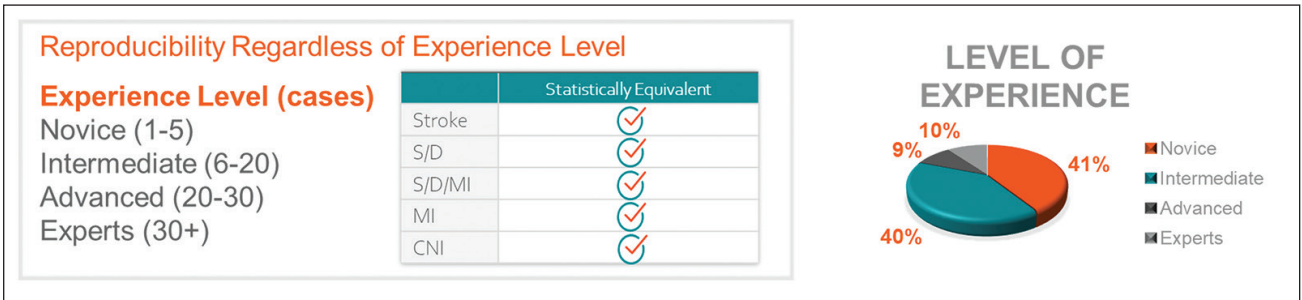 Reproducibility Regardless of Experience Level
Experience Level (cases)
Novice (1-5)
Intermediate (6-20)
Advanced (20-30)
Experts (30+)
Statistically Equivalent
Stroke
S/D
S/D/MI
MI
CNI
LEVEL OF
EXPERIENCE
10%
9%
41%
40%
Novice
Intermediate
Advanced
Experts